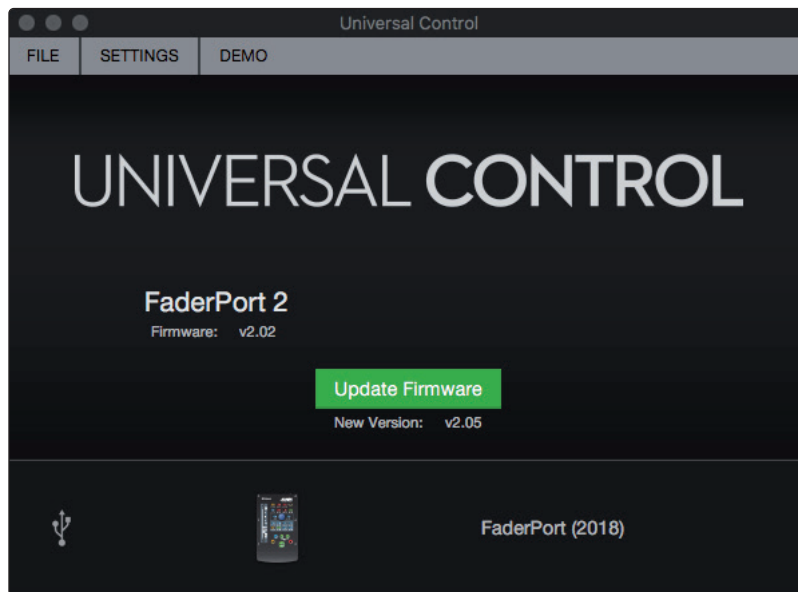 Universal Control
FILE SETTINGS DEMO
UNIVERSAL CONTROL
FaderPort 2
Firmware: v2.02
Update Firmware
New Version: v2.05
FaderPort (2018)